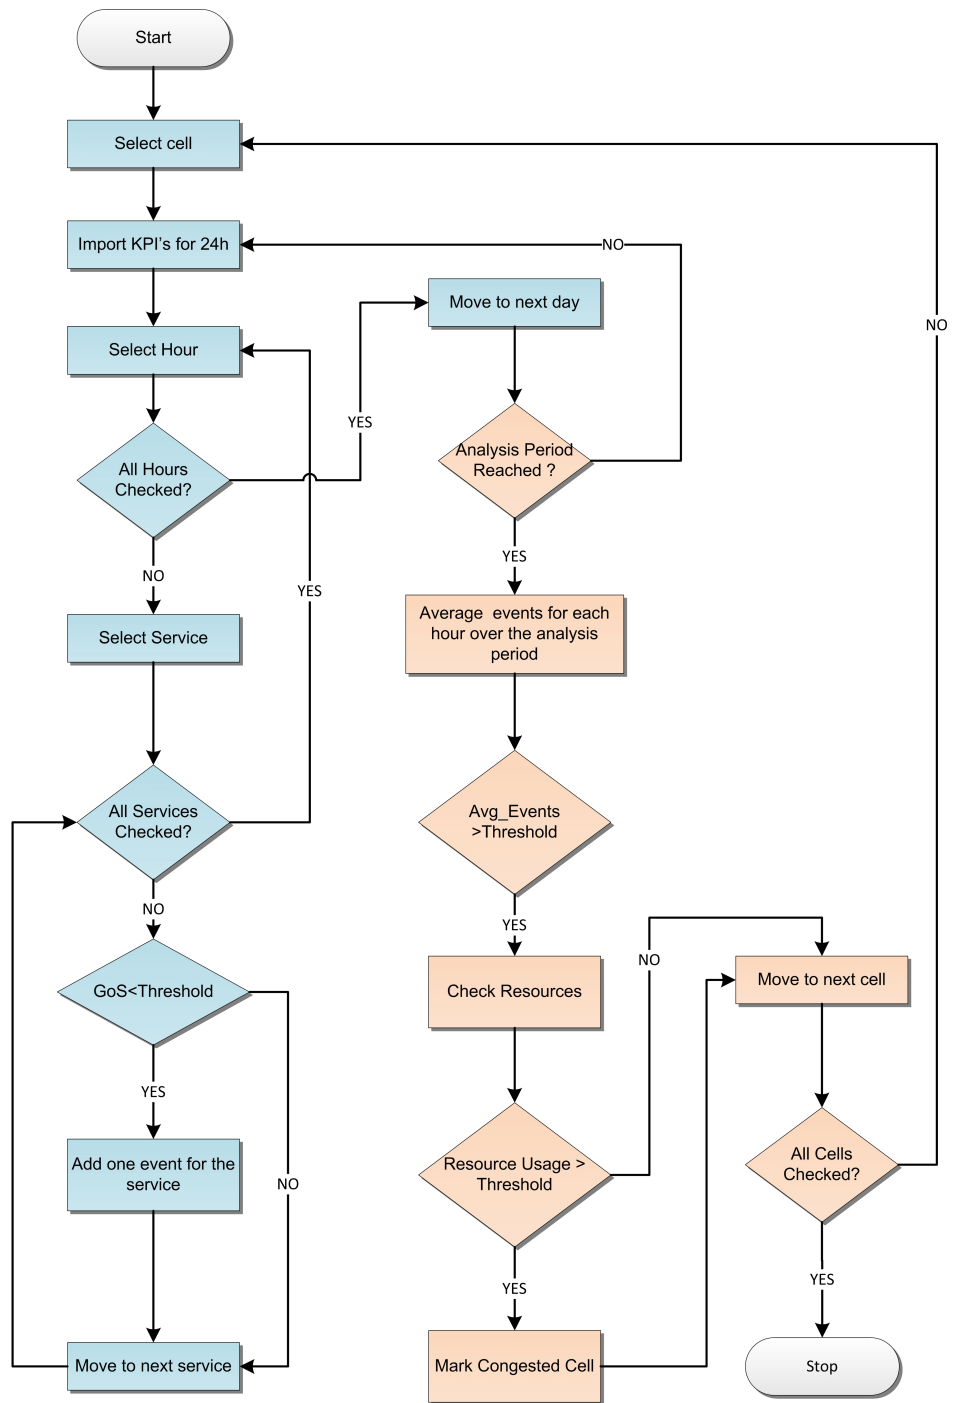 Start
Select cell
Import KPI's for 24h
NO
Select Hour
Move to next day
NO
YES
All Hours
Checked?
Analysis Period
Reached ?
NO
YES
YES
Select Service
Average  events for each
hour over the analysis
period
All Services
Checked?
Avg_Events
>Threshold
NO
YES
GoS<Threshold
Check Resources
NO
Move to next cell
YES
Add one event for the
service
NO
Resource Usage >
Threshold
All Cells
Checked?
YES
YES
Move to next service
Mark Congested Cell
Stop